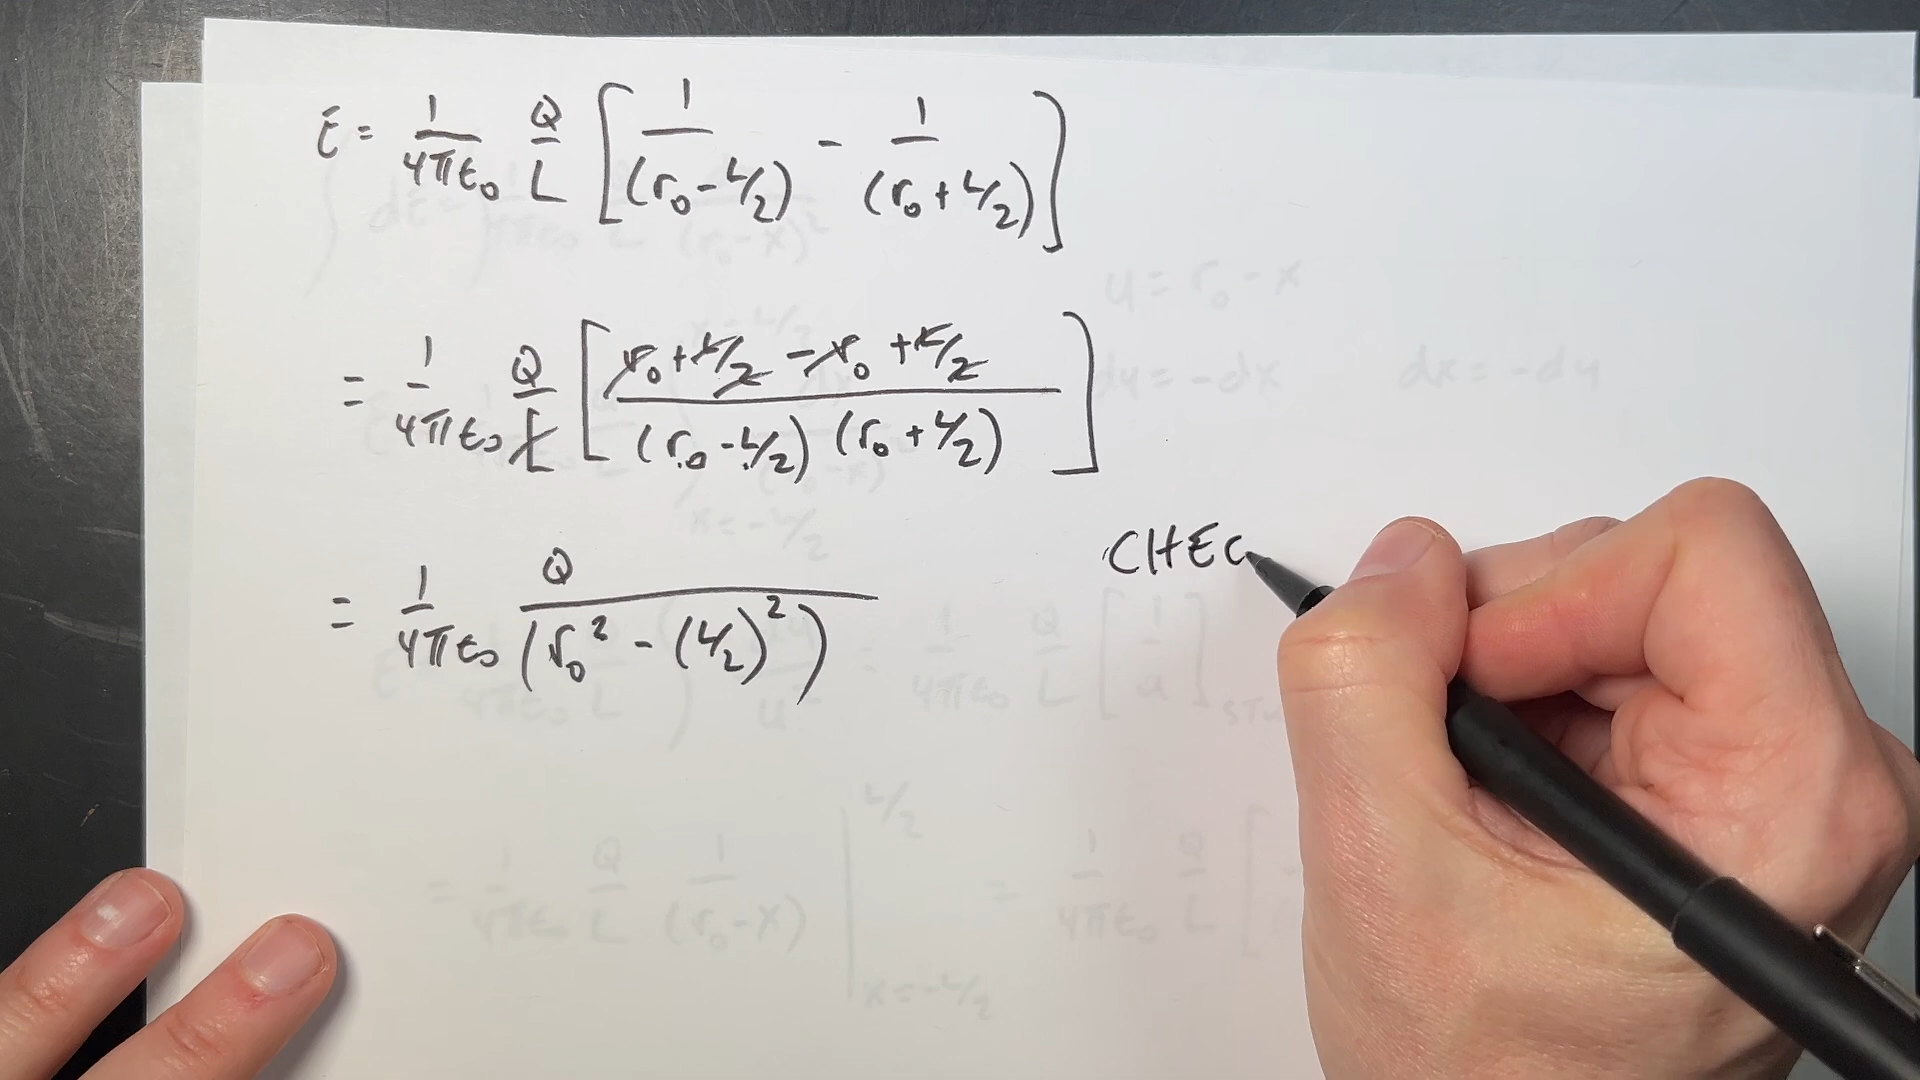 E = 1/4πε₀ Q/L [1/(r₀ - L/2) - 1/(r₀ + L/2)]
= 1/4πε₀ Q/L [r₀ + L/2 - r₀ + L/2 / (r₀ - L/2) (r₀ + L/2)]
CHEC
= 1/4πε₀ Q/(r₀² - (L/2)²)